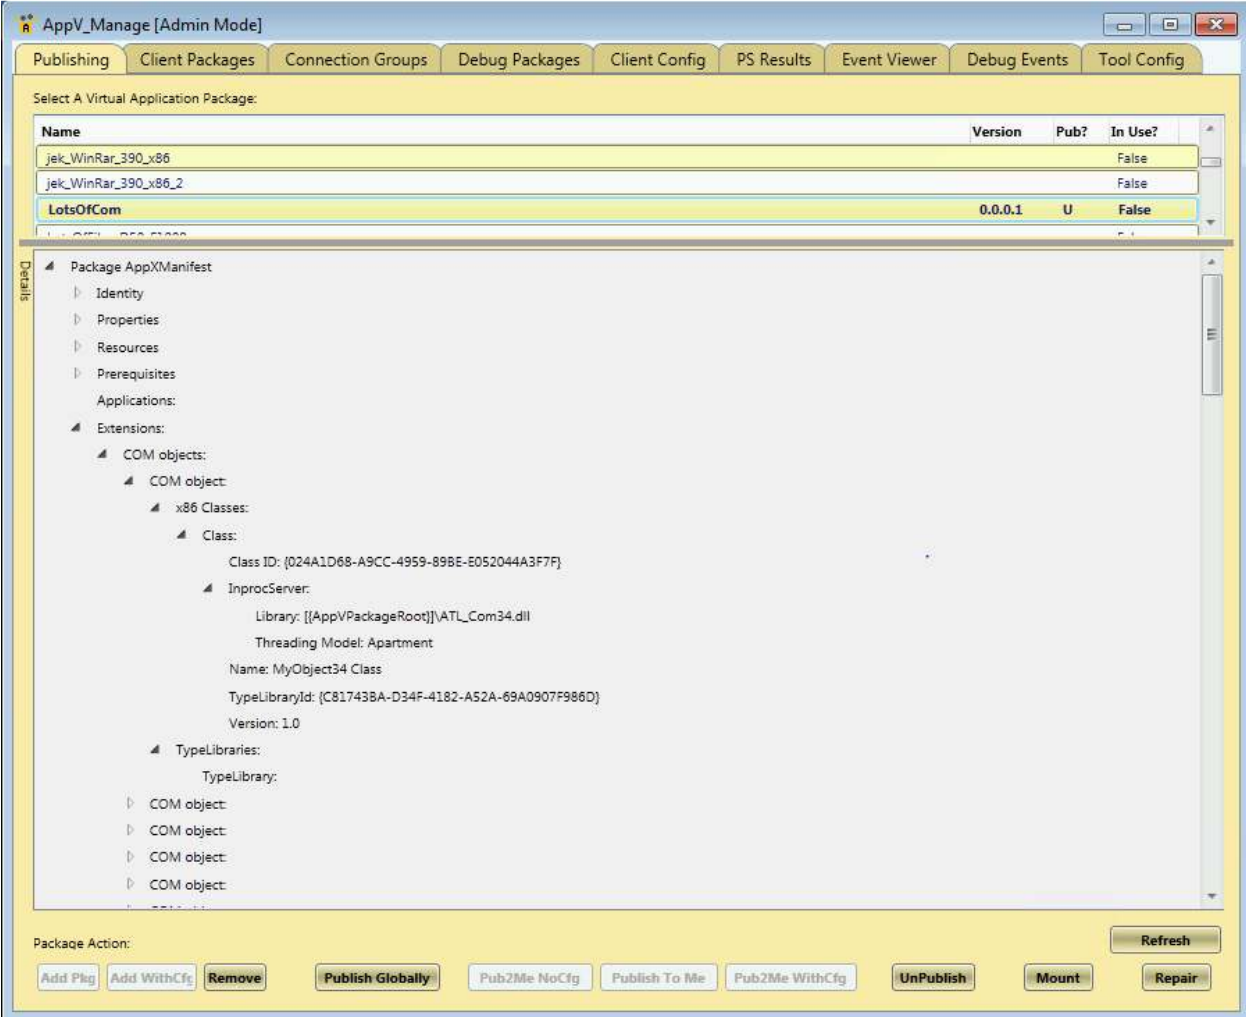 AppV_Manage [Admin Mode]
Publishing Client Packages Connection Groups Debug Packages Client Config PS Results Event Viewer Debug Events Tool Config
Select A Virtual Application Package:
Name Version Pub? In Use?
jek_WinRar_390_x86 False
jek_WinRar_390_x86_2 False
LotsOfCom 0.0.0.1 U False
Details
Package AppXManifest
Identity
Properties
Resources
Prerequisites
Applications:
Extensions:
COM objects:
COM object:
x86 Classes:
Class:
Class ID: {024A1D68-A9CC-4959-89BE-E052044A3F7F}
InprocServer:
Library: [{AppVPackageRoot}]\ATL_Com34.dll
Threading Model: Apartment
Name: MyObject34 Class
TypeLibraryId: {C81743BA-D34F-4182-A52A-69A0907F986D}
Version: 1.0
TypeLibraries:
TypeLibrary:
COM object:
COM object:
COM object:
COM object:
Refresh
Package Action:
Add Pkg Add WithCfg Remove Publish Globally Pub2Me NoCfg Publish To Me Pub2Me WithCfg UnPublish Mount Repair